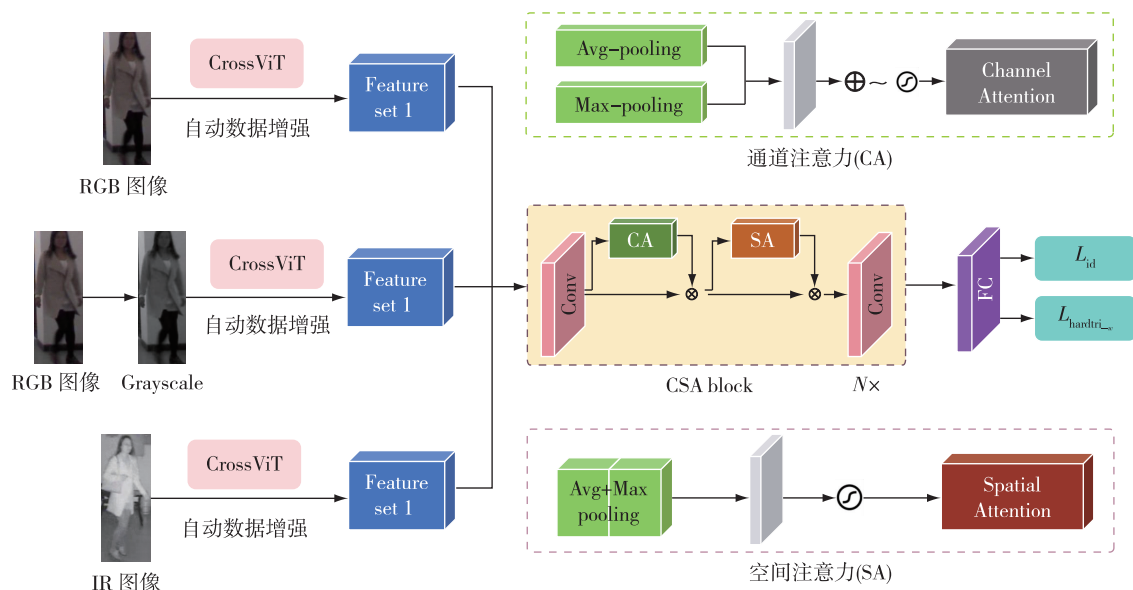 CrossViT
自动数据增强
Feature
set 1
RGB 图像
Avg-pooling
Max-pooling
Channel
Attention
通道注意力(CA)
CrossViT
自动数据增强
Feature
set 1
RGB 图像
Grayscale
Conv
CA
SA
Conv
CSA block
N×
FC
L_id
L_hardtri_w
CrossViT
自动数据增强
Feature
set 1
IR 图像
Avg+Max
pooling
Spatial
Attention
空间注意力(SA)